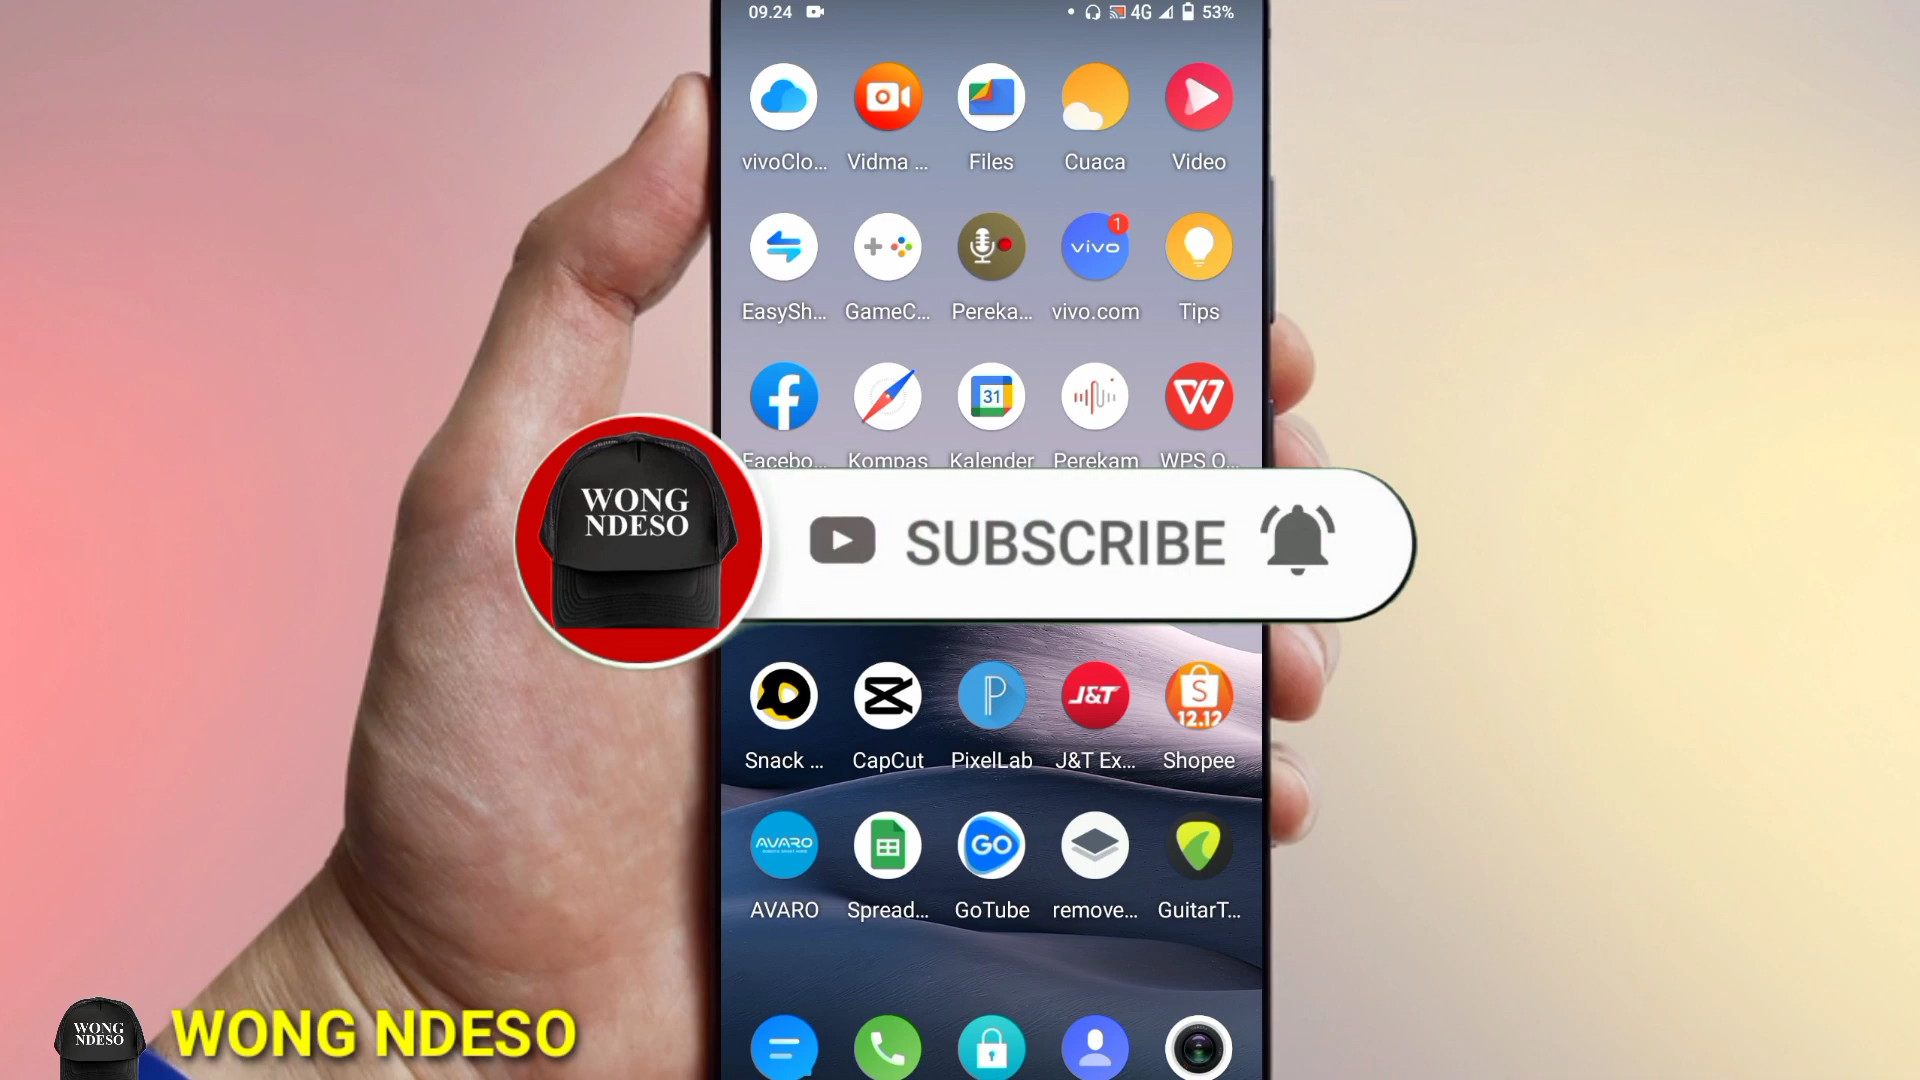 09.24 4G 53%
vivoClo... Vidma ... Files Cuaca Video
1
vivo
EasySh... GameC... Pereka... vivo.com Tips
31
Facebo... Kompas Kalender Perekam WPS O...
WONG
NDESO
SUBSCRIBE
J&T
S
12.12
Snack ... CapCut PixelLab J&T Ex... Shopee
AVARO
GO
AVARO Spread... GoTube remove... GuitarT...
WONG
NDESO
WONG NDESO